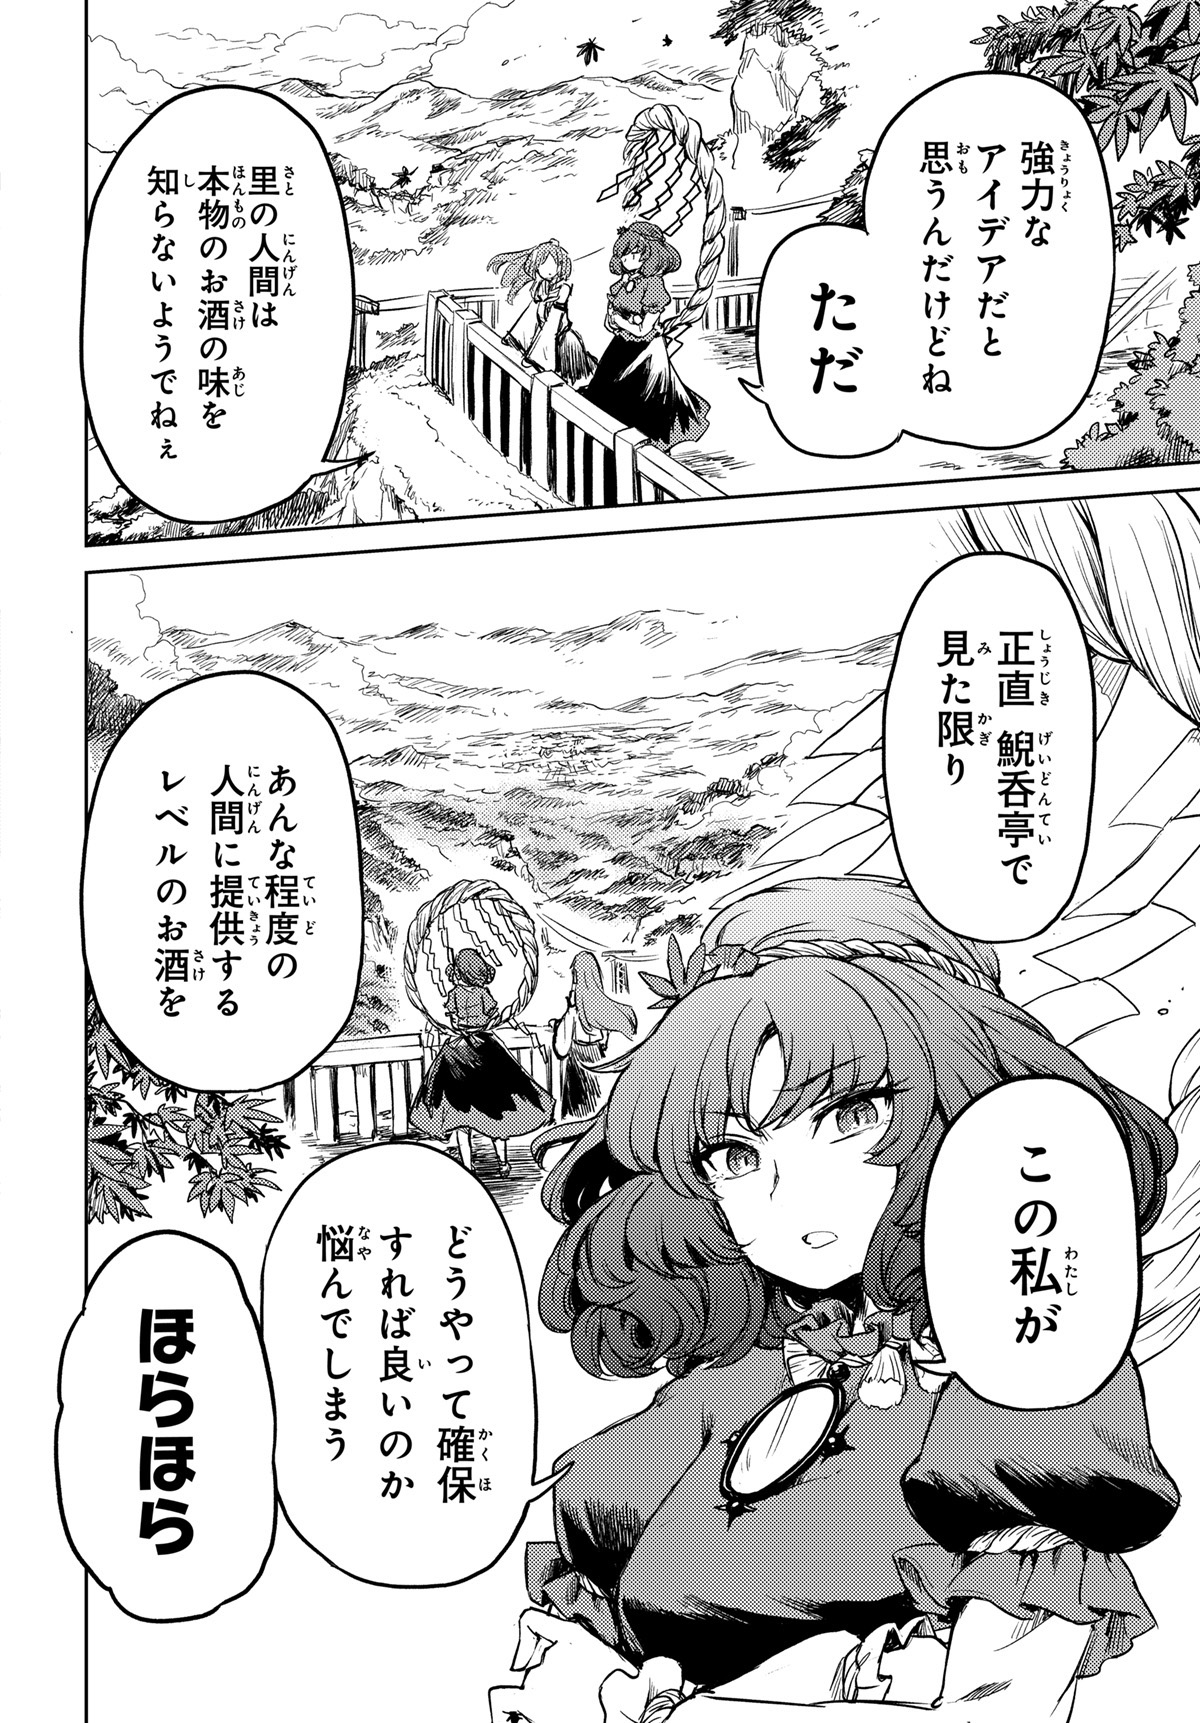 強力な
アイデアだと
思うんだけどね
ただ
里の人間は
本物のお酒の味を
知らないようでねぇ
正直 鯢呑亭で
見た限り
この私が
あんな程度の
人間に提供する
レベルのお酒を
どうやって確保
すれば良いのか
悩んでしまう
ほらほら